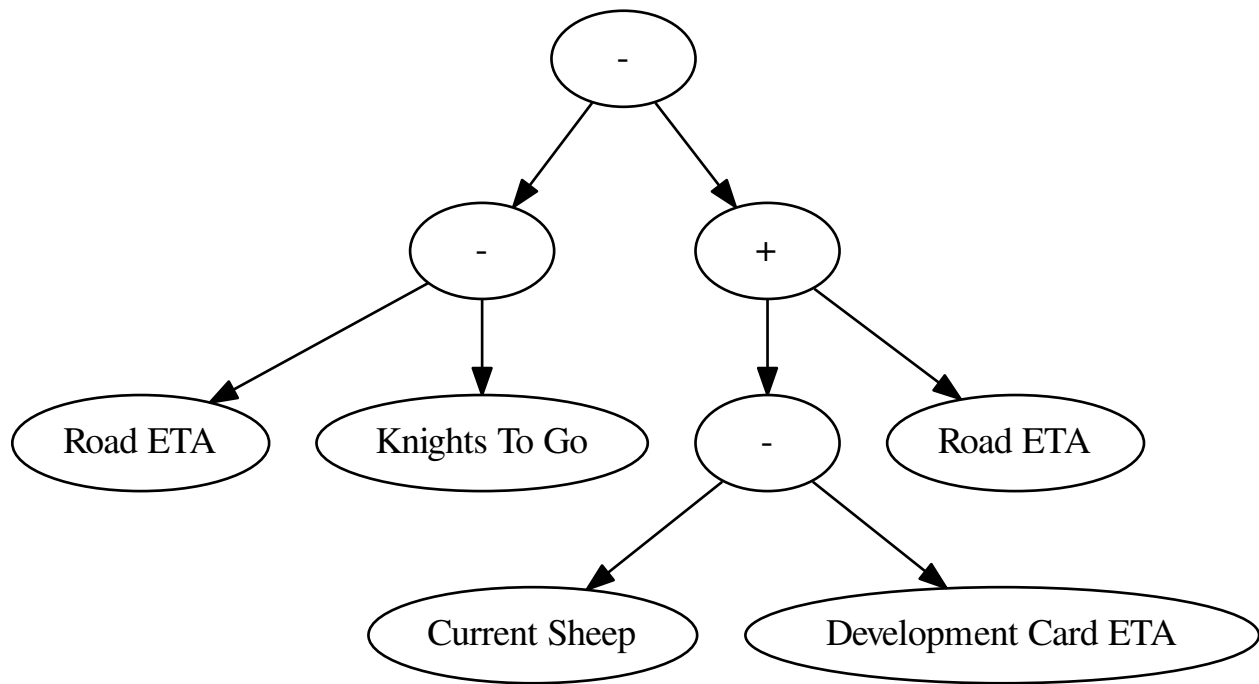 -
-
+
Road ETA
Knights To Go
-
Road ETA
Current Sheep
Development Card ETA